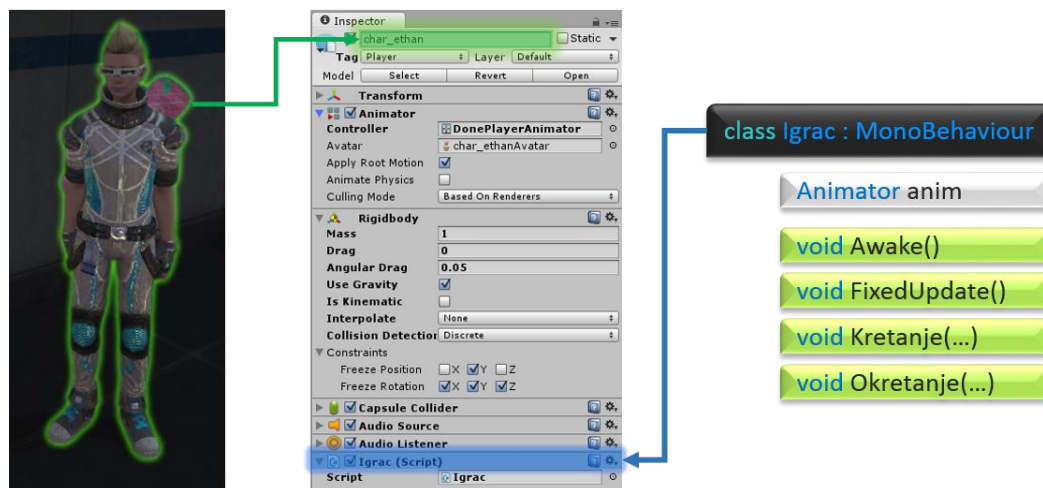 Inspector
char_ethan Static
Tag Player Layer Default
Model Select Revert Open
Transform
Animator
Controller DonePlayerAnimator
Avatar char_ethanAvatar
Apply Root Motion
Animate Physics
Culling Mode Based On Renderers
Rigidbody
Mass 1
Drag 0
Angular Drag 0.05
Use Gravity
Is Kinematic
Interpolate None
Collision Detection Discrete
Constraints
Freeze Position X Y Z
Freeze Rotation X Y Z
Capsule Collider
Audio Source
Audio Listener
Igrac (Script)
Script Igrac
class Igrac : MonoBehaviour
Animator anim
void Awake()
void FixedUpdate()
void Kretanje(...)
void Okretanje(...)